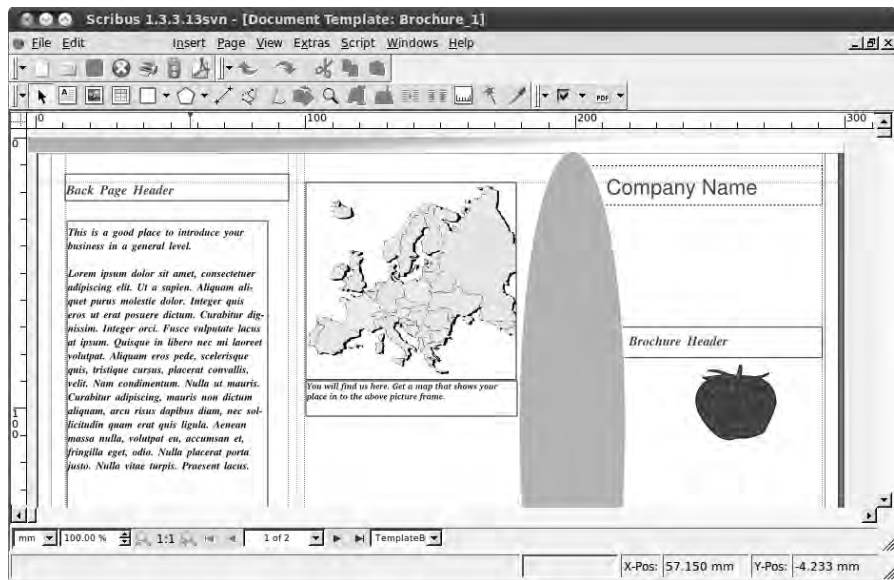 Scribus 1.3.3.13svn - [Document Template: Brochure_1]
File Edit Insert Page View Extras Script Windows Help
PDF
0 100 200 300
0
Back Page Header
Company Name
This is a good place to introduce your
business in a general level.
Lorem ipsum dolor sit amet, consectetuer
adipiscing elit. Ut a sapien. Aliquam ali-
quet purus molestie dolor. Integer quis
eros ut erat posuere dictum. Curabitur dig-
nissim. Integer orci. Fusce vulputate lacus
at ipsum. Quisque in libero nec mi laoreet
volutpat. Aliquam eros pede, scelerisque
quis, tristique cursus, placerat convallis,
velit. Nam condimentum. Nulla ut mauris.
Curabitur adipiscing, mauris non dictum
aliquam, arcu risus dapibus diam, nec sol-
licitudin quam erat quis ligula. Aenean
massa nulla, volutpat eu, accumsan et,
fringilla eget, odio. Nulla placerat porta
justo. Nulla vitae turpis. Praesent lacus.
You will find us here. Get a map that shows your
place in to the above picture frame.
Brochure Header
100
mm 100.00 % 1:1 1 of 2 TemplateB
X-Pos: 57.150 mm Y-Pos: -4.233 mm